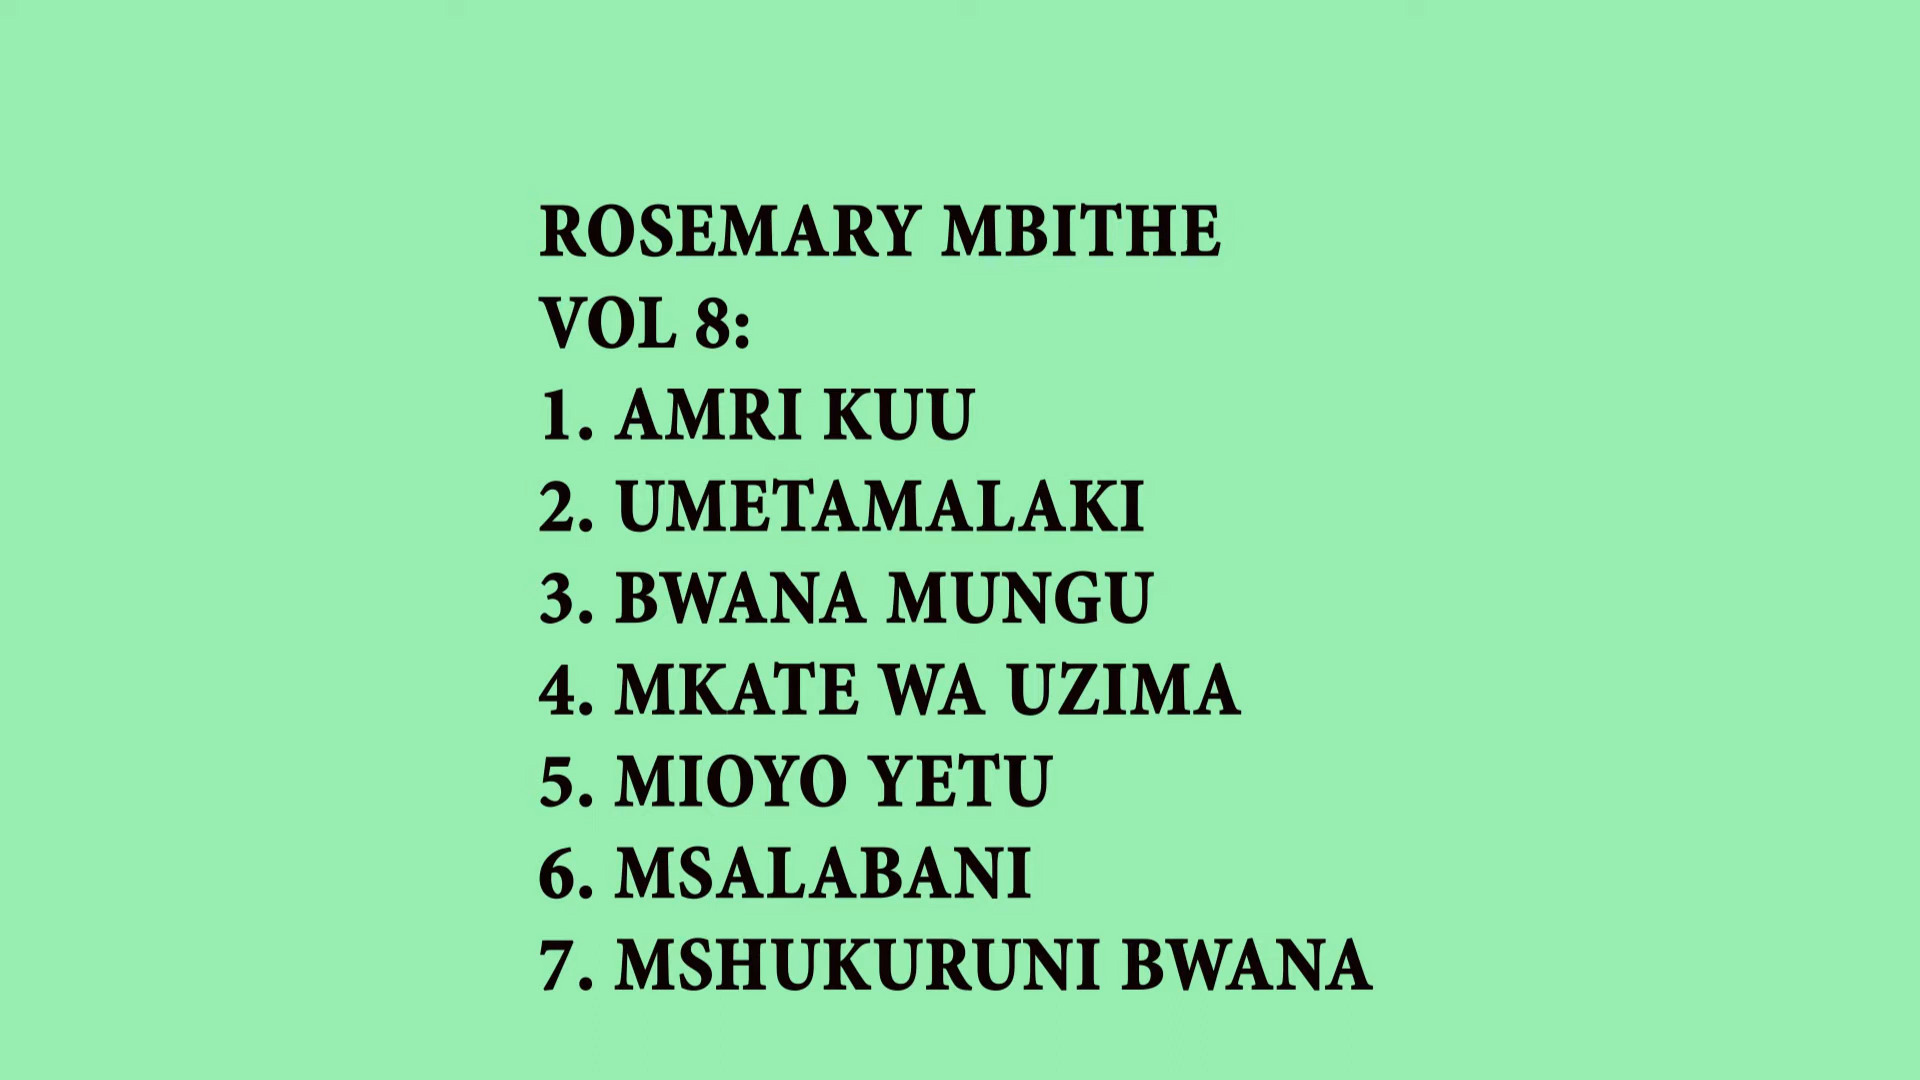 ROSEMARY MBITHE
VOL 8:
1. AMRI KUU
2. UMETAMALAKI
3. BWANA MUNGU
4. MKATE WA UZIMA
5. MIOYO YETU
6. MSALABANI
7. MSHUKURUNI BWANA